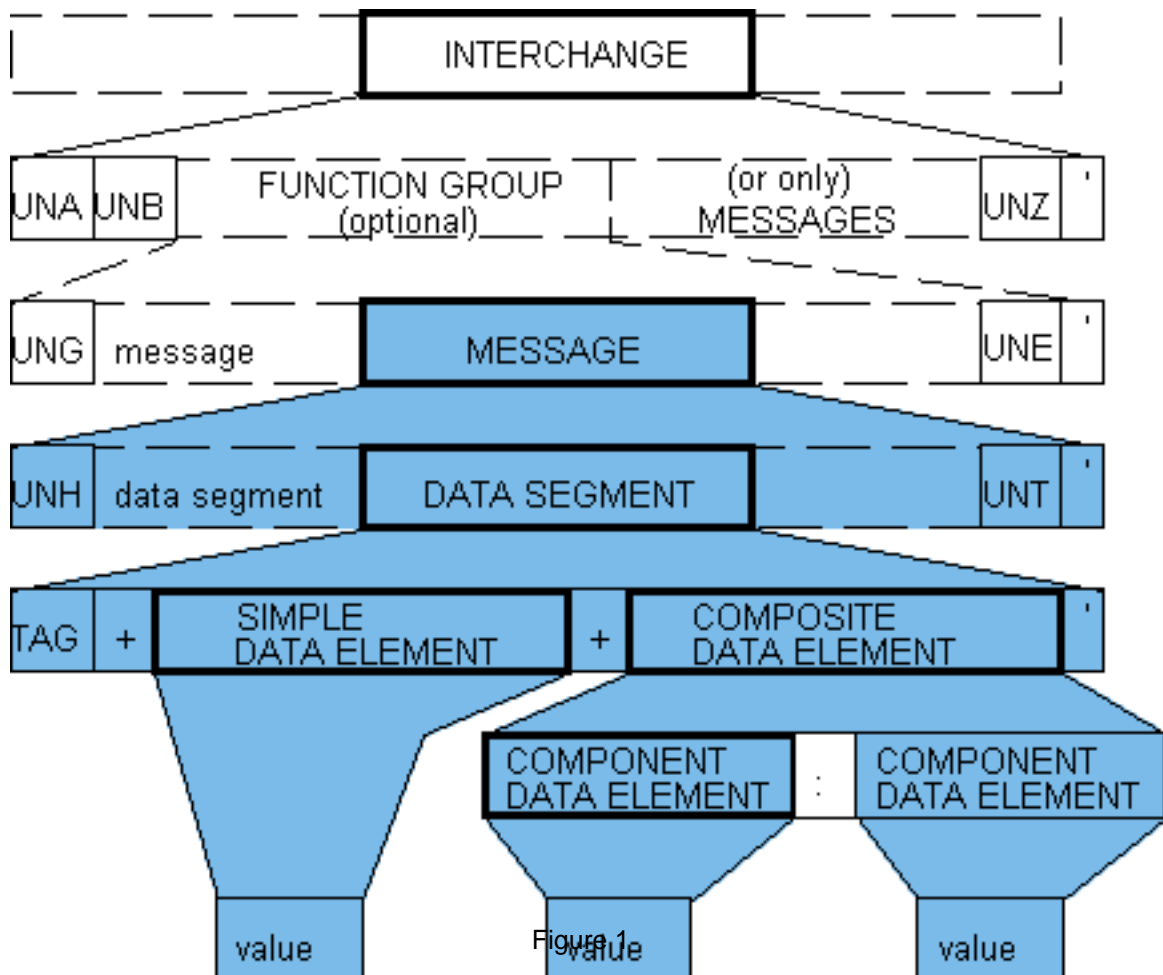 INTERCHANGE
UNA UNB FUNCTION GROUP (or only) UNZ '
(optional) MESSAGES
UNG message MESSAGE UNE '
UNH data segment DATA SEGMENT UNT '
TAG + SIMPLE + COMPOSITE '
DATA ELEMENT DATA ELEMENT
COMPONENT : COMPONENT
DATA ELEMENT DATA ELEMENT
value value value
Figure 1